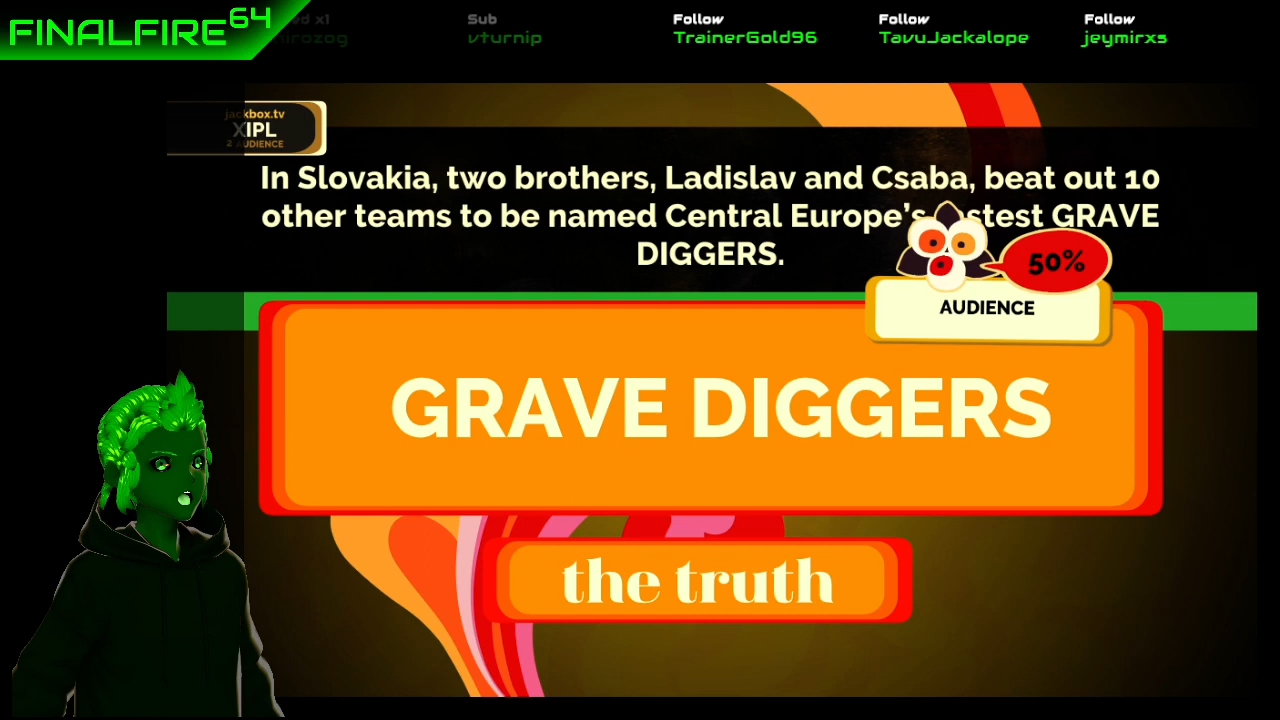 FINALFIRE64
x1
Sub
vturnip
Follow
TrainerGold96
Follow
TavuJackalope
Follow
jeymirxs
jackbox.tv
XIPL
2 AUDIENCE
In Slovakia, two brothers, Ladislav and Csaba, beat out 10
other teams to be named Central Europe's GRAVE
DIGGERS.
50%
AUDIENCE
GRAVE DIGGERS
the truth